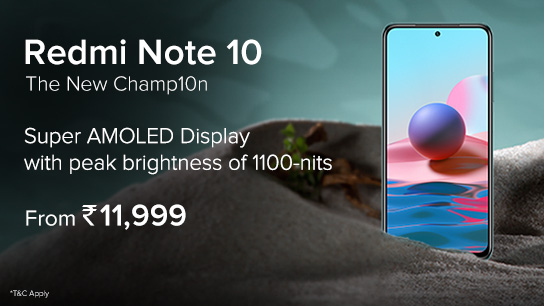 Redmi Note 10
The New Champ10n
Super AMOLED Display
with peak brightness of 1100-nits
From ₹11,999
*T&C Apply